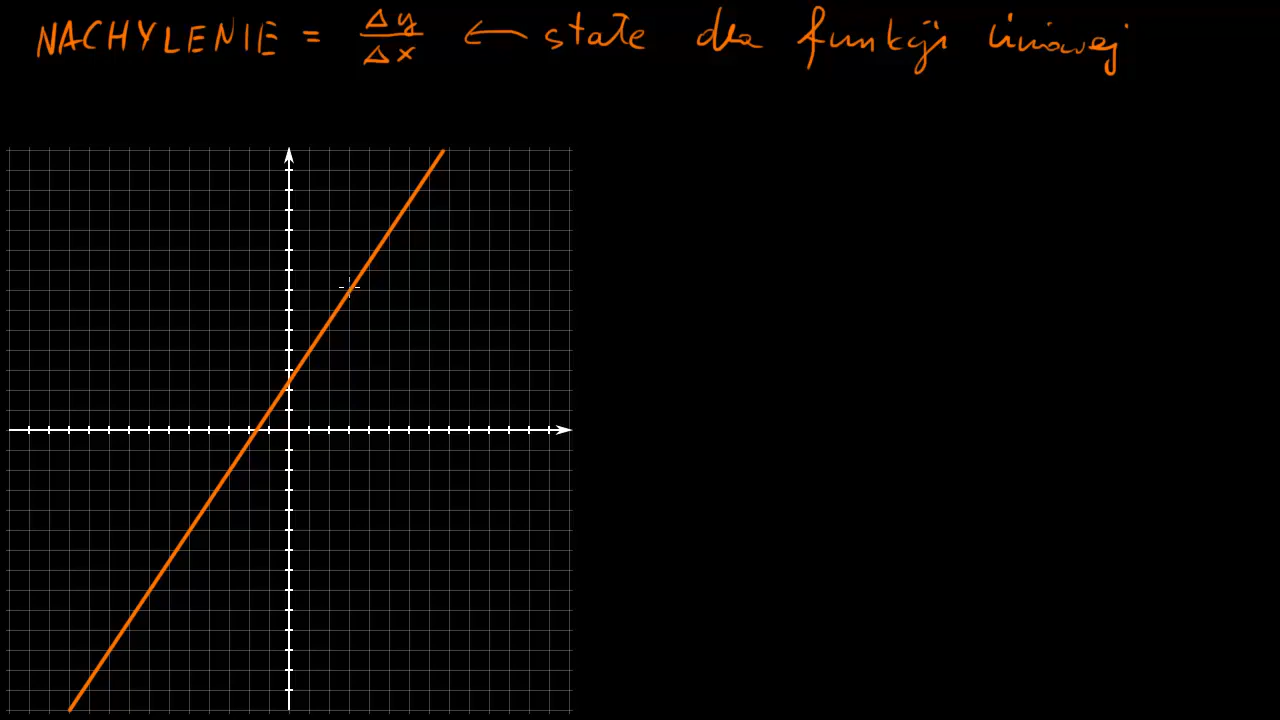 NACHYLENIE = Δy/Δx ← stałe dla funkcji liniowej